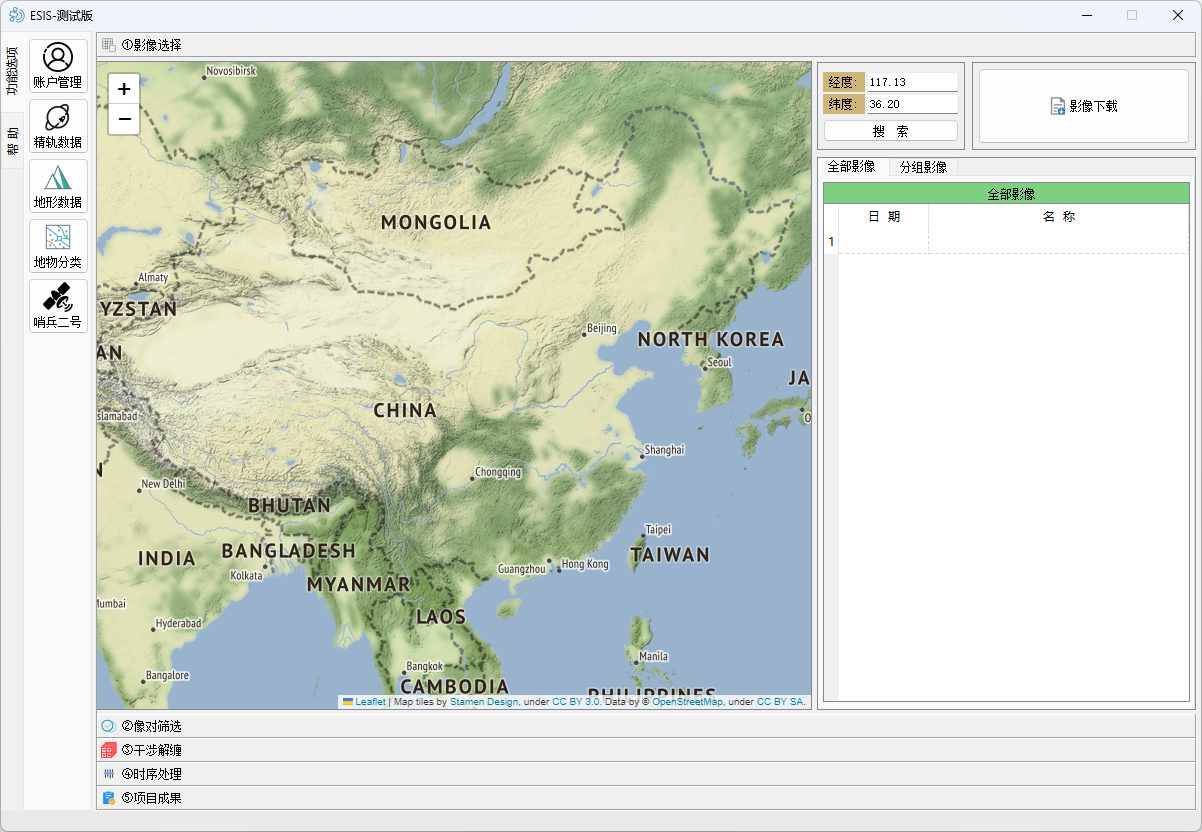 ESIS-测试版
功能选项
帮助
账户管理
精轨数据
地形数据
地物分类
哨兵二号
①影像选择
+
−
Novosibirsk
MONGOLIA
Almaty
YZSTAN
Beijing
NORTH KOREA
AN
Seoul
JA
CHINA
O
slamabad
Shanghai
N
Chongqing
New Delhi
BHUTAN
Taipei
INDIA
BANGLADESH
TAIWAN
Guangzhou
Hong Kong
Kolkata
MYANMAR
umbai
LAOS
Hyderabad
Manila
Bangkok
Bangalore
CAMBODIA
PHILIPPINES
Leaflet | Map tiles by Stamen Design, under CC BY 3.0. Data by © OpenStreetMap, under CC BY SA.
经度: 117.13
纬度: 36.20
搜 索
影像下载
全部影像 分组影像
全部影像
日 期 名 称
1
②像对筛选
③干涉解缠
④时序处理
⑤项目成果